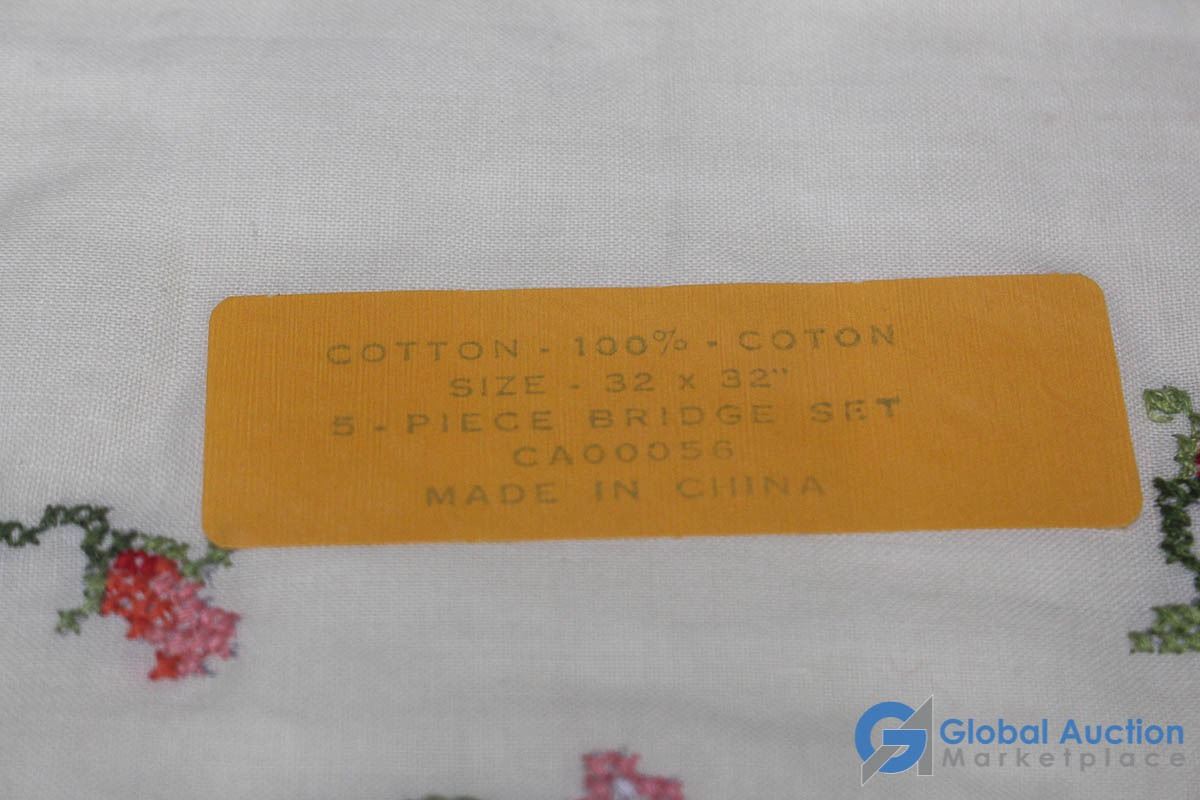 COTTON - 100% - COTON
SIZE - 32 x 32"
5 - PIECE BRIDGE SET
CA00056
MADE IN CHINA
Global Auction
Marketplace